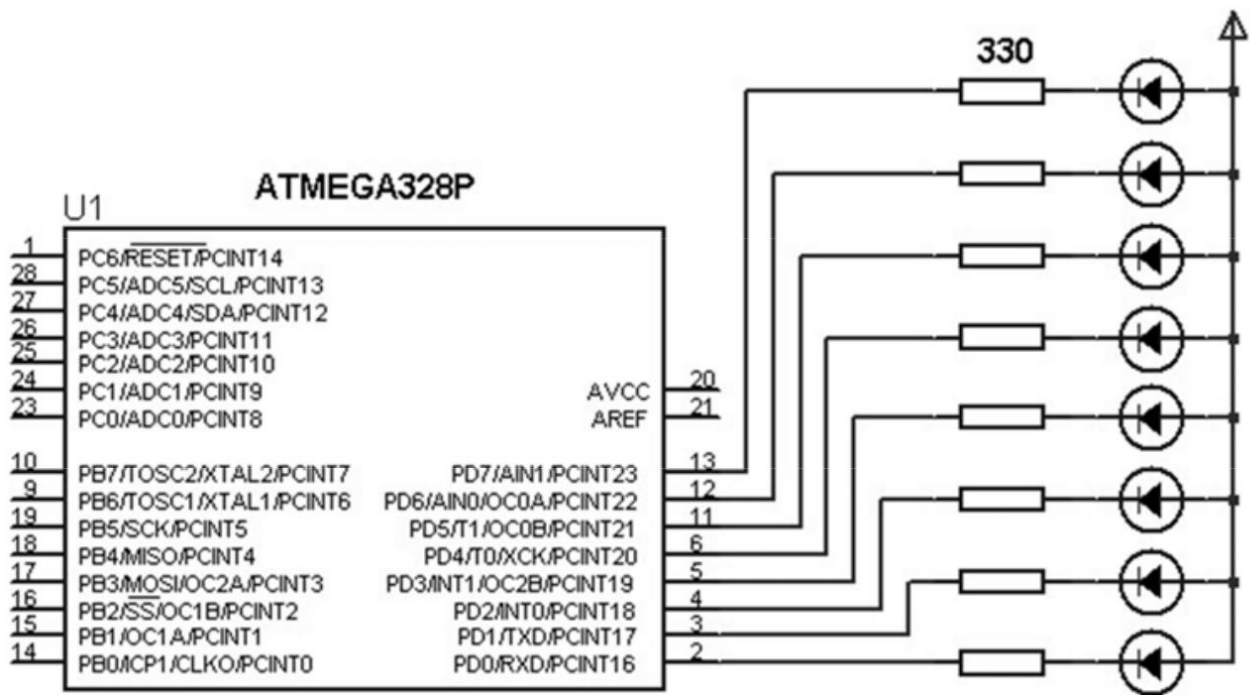 330
ATMEGA328P
U1
1 PC6/RESET/PCINT14
28 PC5/ADC5/SCL/PCINT13
27 PC4/ADC4/SDA/PCINT12
26 PC3/ADC3/PCINT11
25 PC2/ADC2/PCINT10
24 PC1/ADC1/PCINT9 AVCC 20
23 PC0/ADC0/PCINT8 AREF 21
10 PB7/TOSC2/XTAL2/PCINT7 PD7/AIN1/PCINT23 13
9 PB6/TOSC1/XTAL1/PCINT6 PD6/AIN0/OC0A/PCINT22 12
19 PB5/SCK/PCINT5 PD5/T1/OC0B/PCINT21 11
18 PB4/MISO/PCINT4 PD4/T0/XCK/PCINT20 6
17 PB3/MOSI/OC2A/PCINT3 PD3/INT1/OC2B/PCINT19 5
16 PB2/SS/OC1B/PCINT2 PD2/INT0/PCINT18 4
15 PB1/OC1A/PCINT1 PD1/TXD/PCINT17 3
14 PB0/ICP1/CLKO/PCINT0 PD0/RXD/PCINT16 2